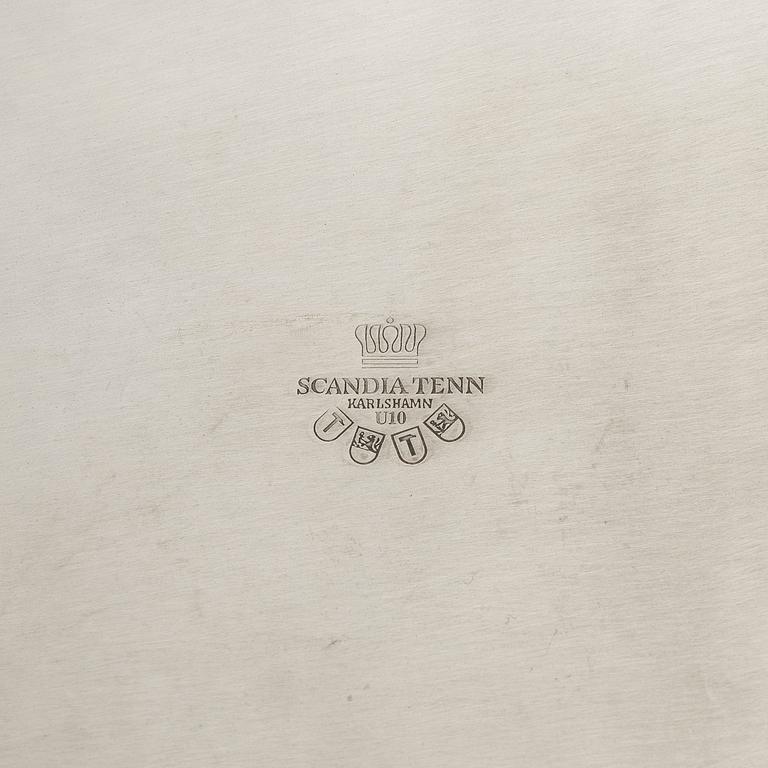 SCANDIA TENN
KARLSHAMN
U10
T T